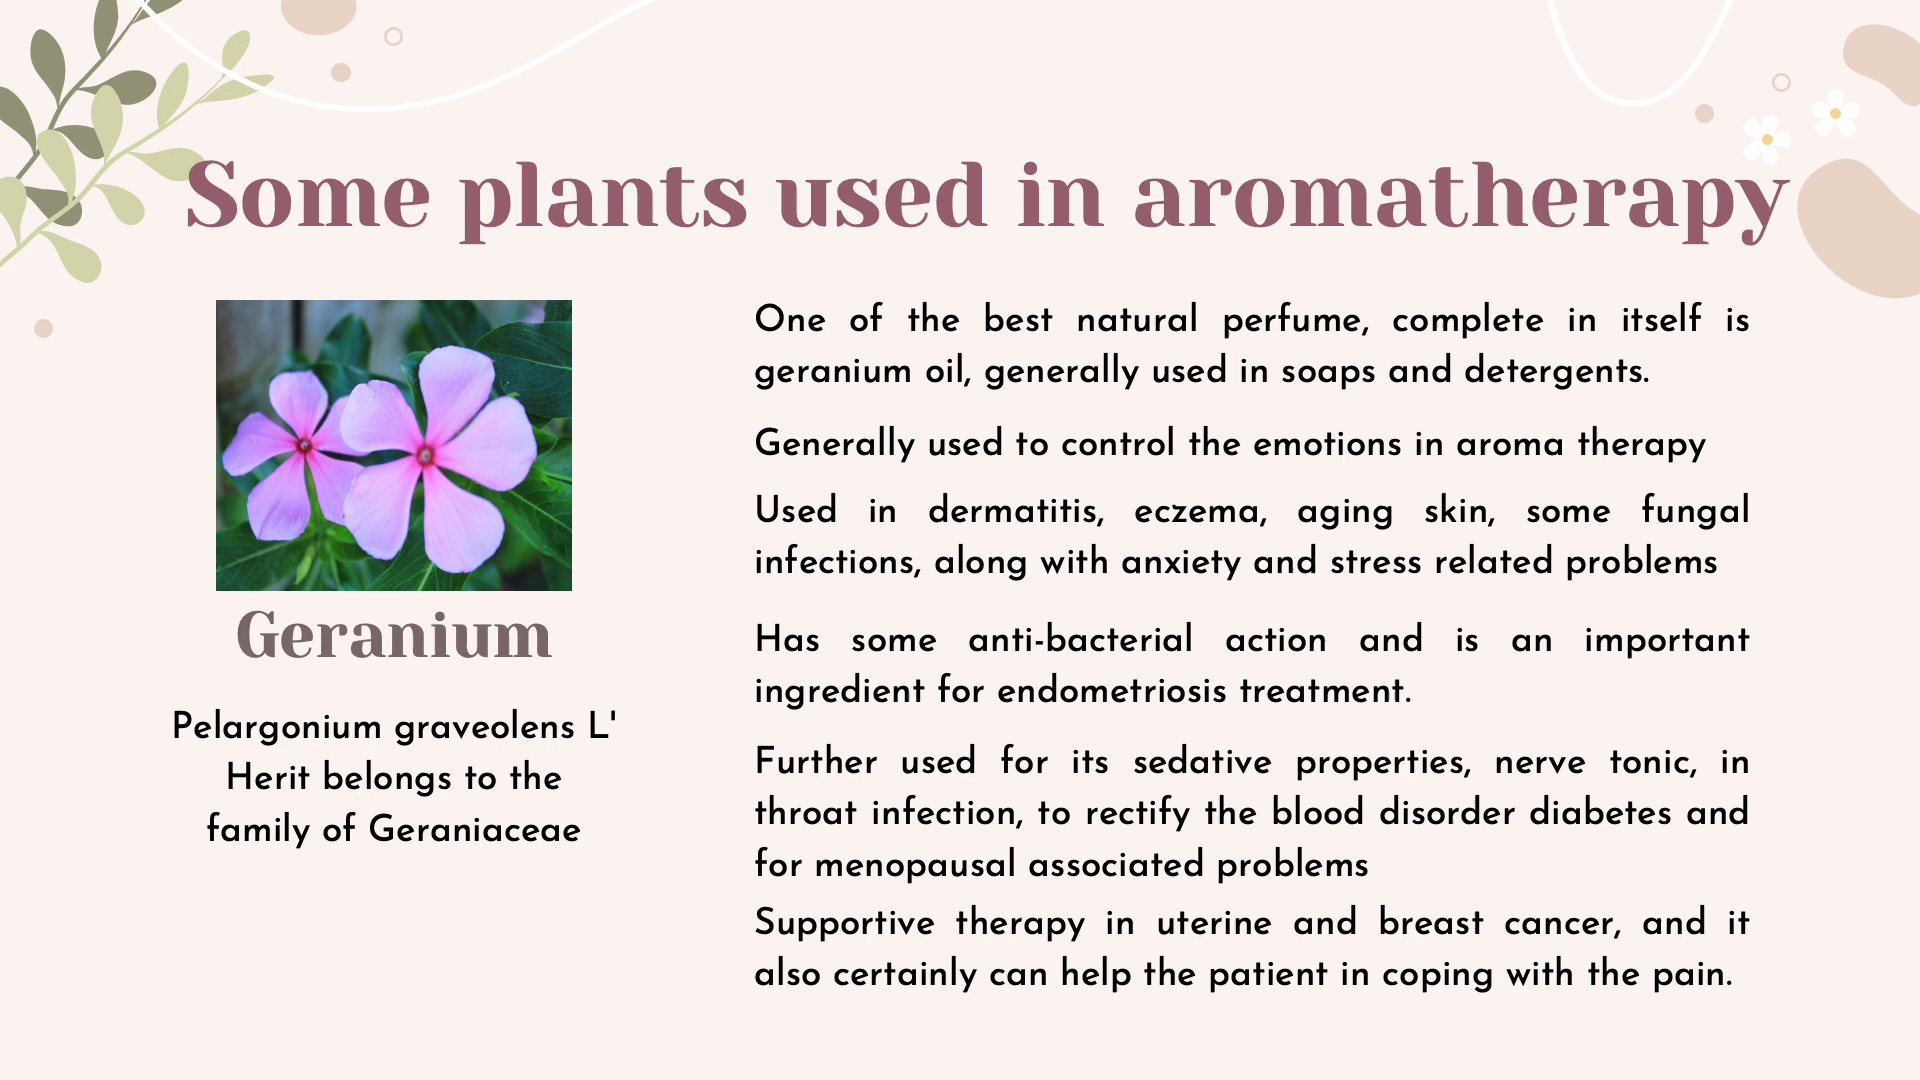 Some plants used in aromatherapy
Geranium
Pelargonium graveolens L'
Herit belongs to the
family of Geraniaceae
One of the best natural perfume, complete in itself is
geranium oil, generally used in soaps and detergents.
Generally used to control the emotions in aroma therapy
Used in dermatitis, eczema, aging skin, some fungal
infections, along with anxiety and stress related problems
Has some anti-bacterial action and is an important
ingredient for endometriosis treatment.
Further used for its sedative properties, nerve tonic, in
throat infection, to rectify the blood disorder diabetes and
for menopausal associated problems
Supportive therapy in uterine and breast cancer, and it
also certainly can help the patient in coping with the pain.